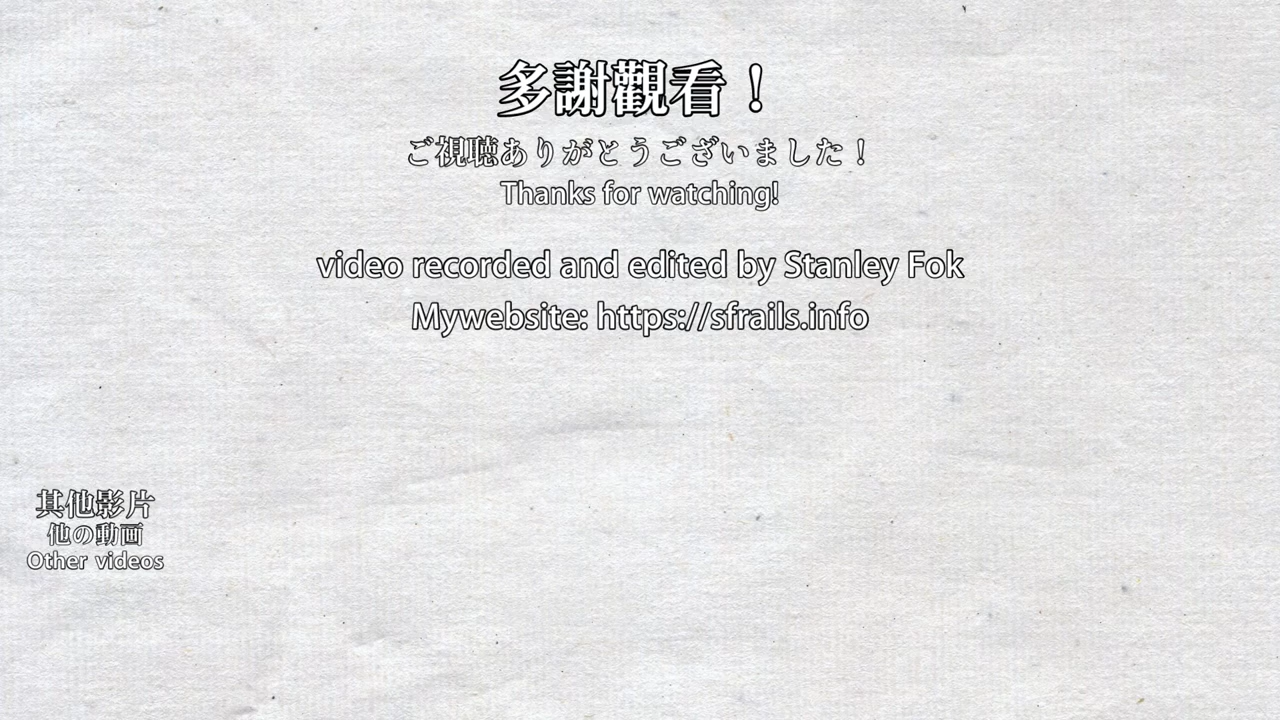 多謝觀看！
ご視聴ありがとうございました！
Thanks for watching!
video recorded and edited by Stanley Fok
Mywebsite: https://sfrails.info
其他影片
他の動画
Other videos